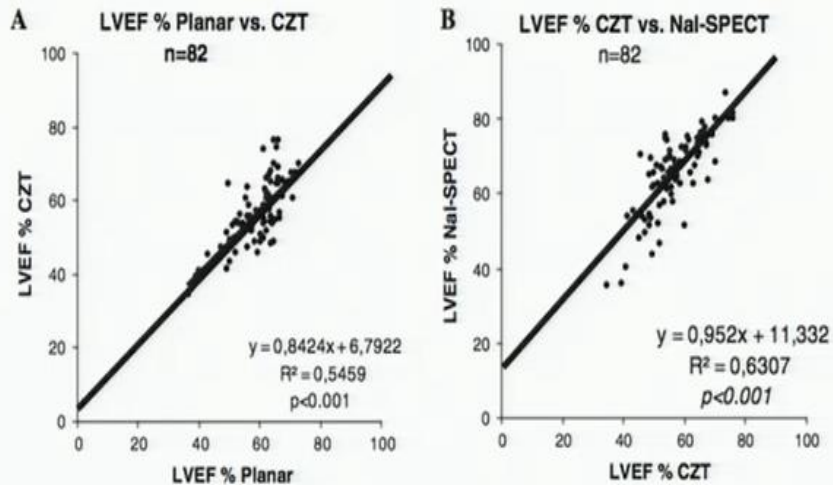 A
LVEF % Planar vs. CZT
n=82
100
80
60
40
20
0
LVEF % CZT
y=0,8424x+6,7922
R²=0,5459
p<0.001
0 20 40 60 80 100
LVEF % Planar
B
LVEF % CZT vs. NaI-SPECT
n=82
100
80
60
40
20
0
LVEF % NaI-SPECT
y=0,952x+11,332
R²=0,6307
p<0.001
0 20 40 60 80 100
LVEF % CZT